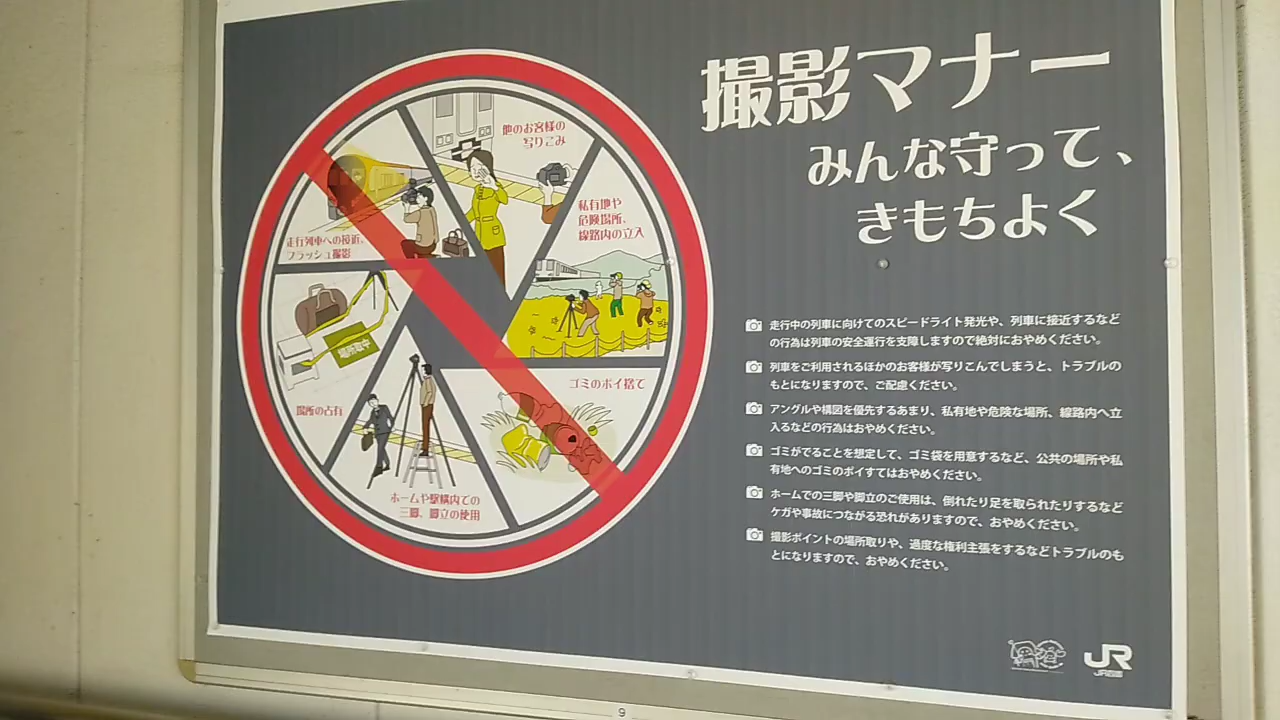 撮影マナー
みんな守って、
きもちよく
走行列車への接近、
フラッシュ撮影
他のお客様の
写りこみ
私有地や
危険場所、
線路内の立入
場所取中
場所の占有
ホームや駅構内での
三脚、脚立の使用
ゴミのポイ捨て
走行中の列車に向けてのスピードライト発光や、列車に接近するなど
の行為は列車の安全運行を支障しますので絶対におやめください。
列車をご利用されるほかのお客様が写りこんでしまうと、トラブルの
もとになりますので、ご配慮ください。
アングルや構図を優先するあまり、私有地や危険な場所、線路内へ立
入るなどの行為はおやめください。
ゴミがでることを想定して、ゴミ袋を用意するなど、公共の場所や私
有地へのゴミのポイすてはおやめください。
ホームでの三脚や脚立のご使用は、倒れたり足を取られたりするなど
ケガや事故につながる恐れがありますので、おやめください。
撮影ポイントの場所取りや、過度な権利主張をするなどトラブルのも
とになりますので、おやめください。
JR
JR四国
9